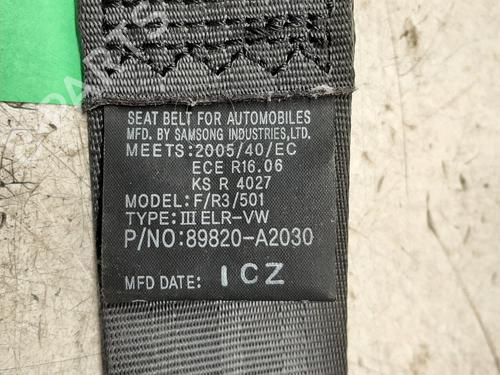 SEAT BELT FOR AUTOMOBILES
MFD. BY SAMSONG INDUSTRIES,LTD.
MEETS:2005/40/EC
ECE R16.06
KS R 4027
MODEL:F/R3/501
TYPE:III ELR-VW
P/NO:89820-A2030
MFD DATE: ICZ